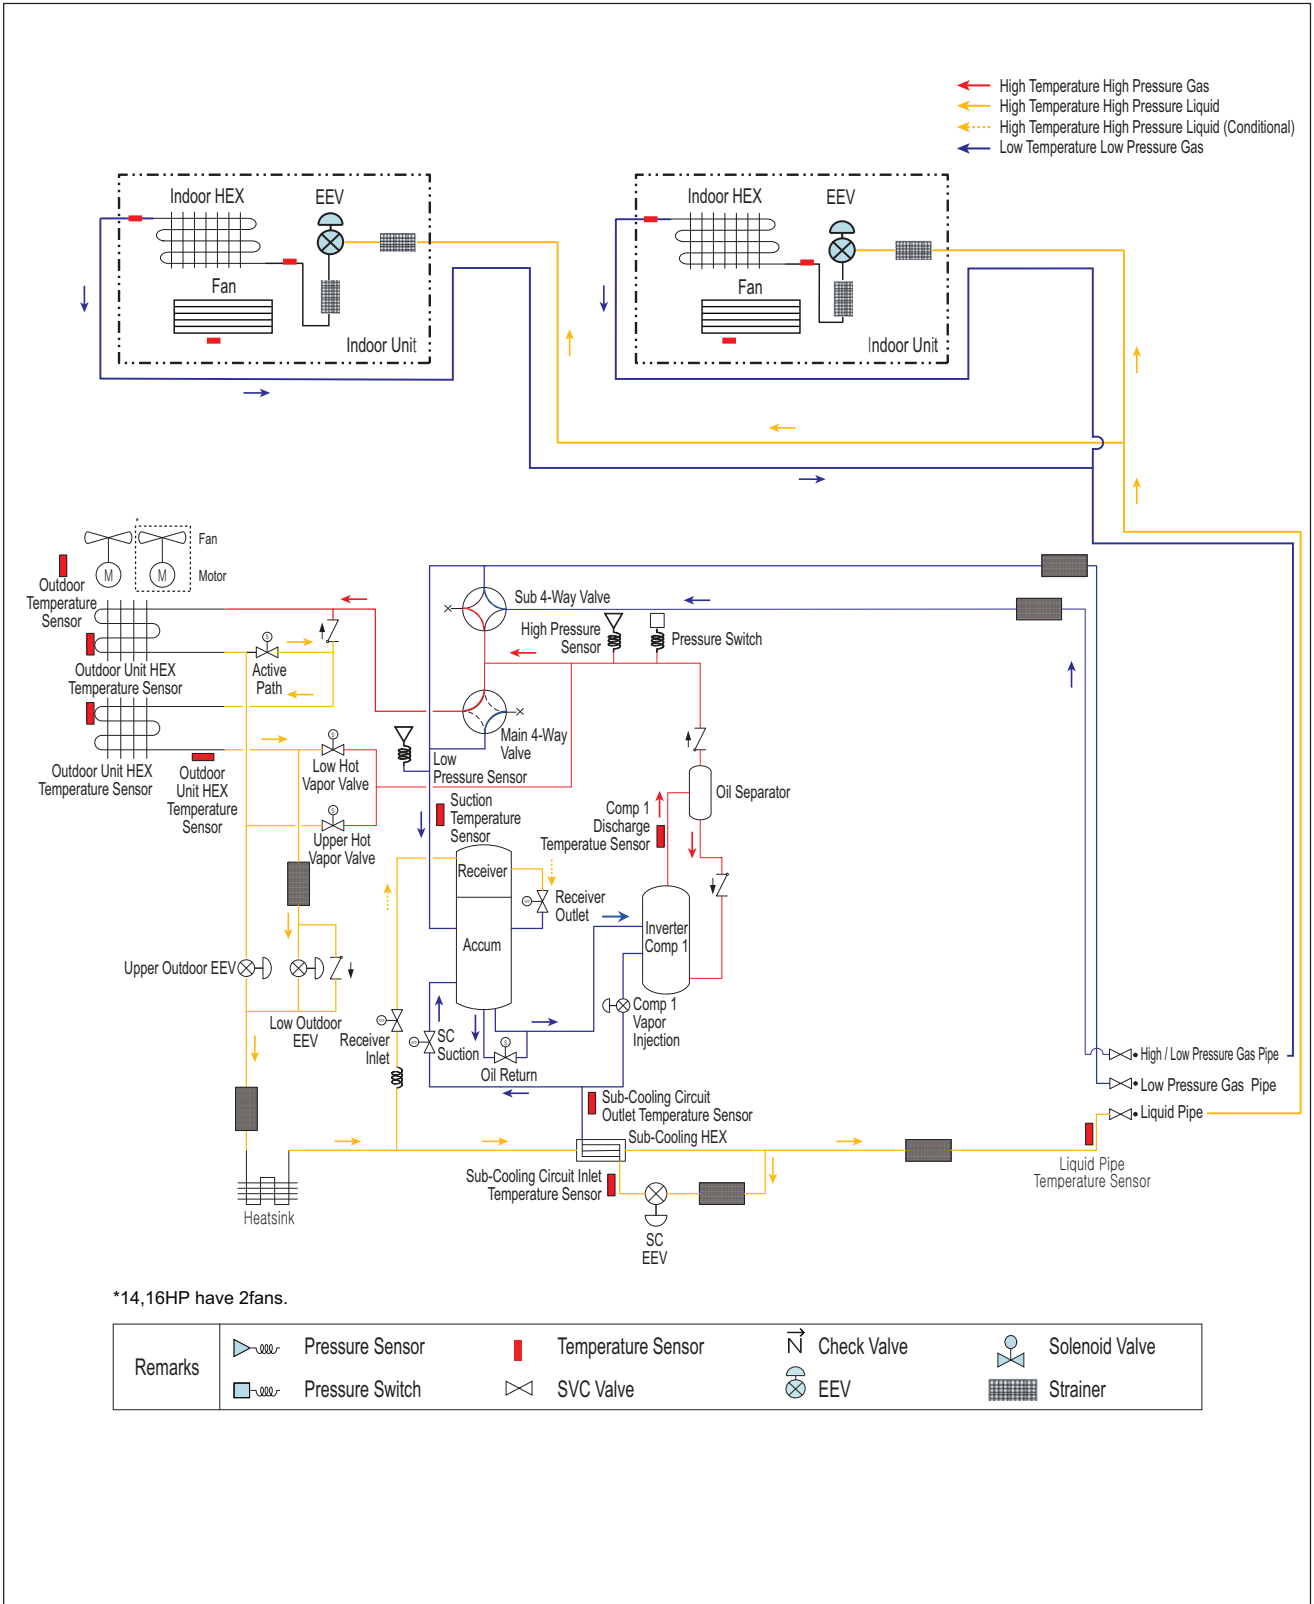 High Temperature High Pressure Gas
High Temperature High Pressure Liquid
High Temperature High Pressure Liquid (Conditional)
Low Temperature Low Pressure Gas
Indoor HEX
EEV
Fan
Indoor Unit
Indoor HEX
EEV
Fan
Indoor Unit
*
Fan
M
M
Motor
Outdoor
Temperature
Sensor
Sub 4-Way Valve
High Pressure
Sensor
Pressure Switch
S
Active
Path
Outdoor Unit HEX
Temperature Sensor
Main 4-Way
Valve
Outdoor Unit HEX
Temperature Sensor
Outdoor
Unit HEX
Temperature
Sensor
S
Low Hot
Vapor Valve
S
Upper Hot
Vapor Valve
Low
Pressure Sensor
Suction
Temperature
Sensor
Comp 1
Discharge
Temperatue Sensor
Oil Separator
Receiver
Receiver
Outlet
Accum
Inverter
Comp 1
Upper Outdoor EEV
Low Outdoor
EEV
Receiver
Inlet
SC
Suction
S
Oil Return
Comp 1
Vapor
Injection
Sub-Cooling Circuit
Outlet Temperature Sensor
Sub-Cooling HEX
Sub-Cooling Circuit Inlet
Temperature Sensor
SC
EEV
High / Low Pressure Gas Pipe
Low Pressure Gas Pipe
Liquid Pipe
Liquid Pipe
Temperature Sensor
Heatsink
*14,16HP have 2fans.
Remarks
Pressure Sensor
Temperature Sensor
Check Valve
Solenoid Valve
Pressure Switch
SVC Valve
EEV
Strainer